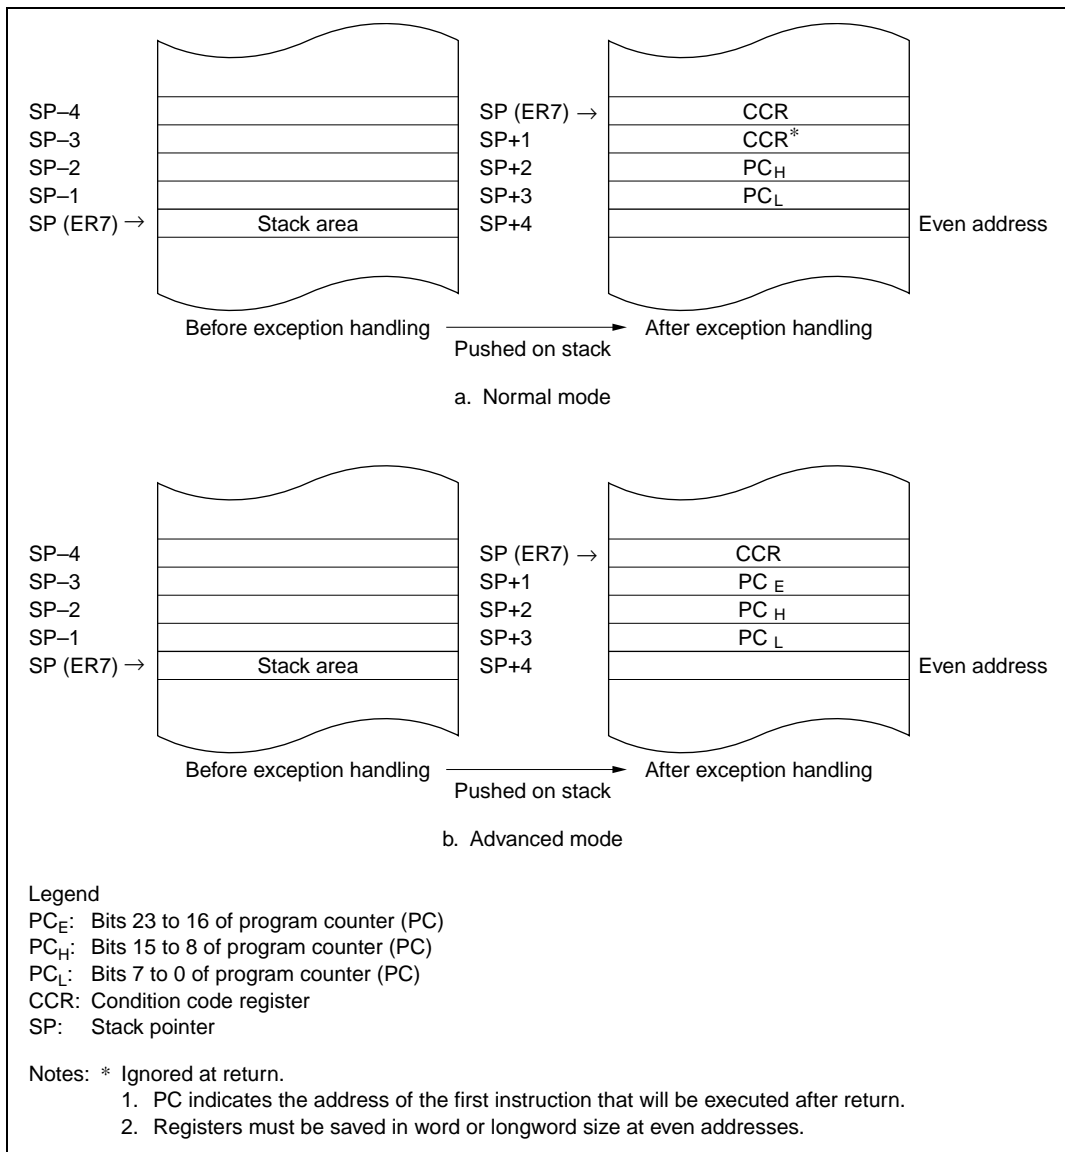 SP–4 SP (ER7) → CCR
SP–3 SP+1 CCR*
SP–2 SP+2 PCH
SP–1 SP+3 PCL
SP (ER7) → Stack area SP+4 Even address
Before exception handling After exception handling
Pushed on stack
a. Normal mode
SP–4 SP (ER7) → CCR
SP–3 SP+1 PC E
SP–2 SP+2 PC H
SP–1 SP+3 PC L
SP (ER7) → Stack area SP+4 Even address
Before exception handling After exception handling
Pushed on stack
b. Advanced mode
Legend
PCE: Bits 23 to 16 of program counter (PC)
PCH: Bits 15 to 8 of program counter (PC)
PCL: Bits 7 to 0 of program counter (PC)
CCR: Condition code register
SP: Stack pointer
Notes: * Ignored at return.
1. PC indicates the address of the first instruction that will be executed after return.
2. Registers must be saved in word or longword size at even addresses.